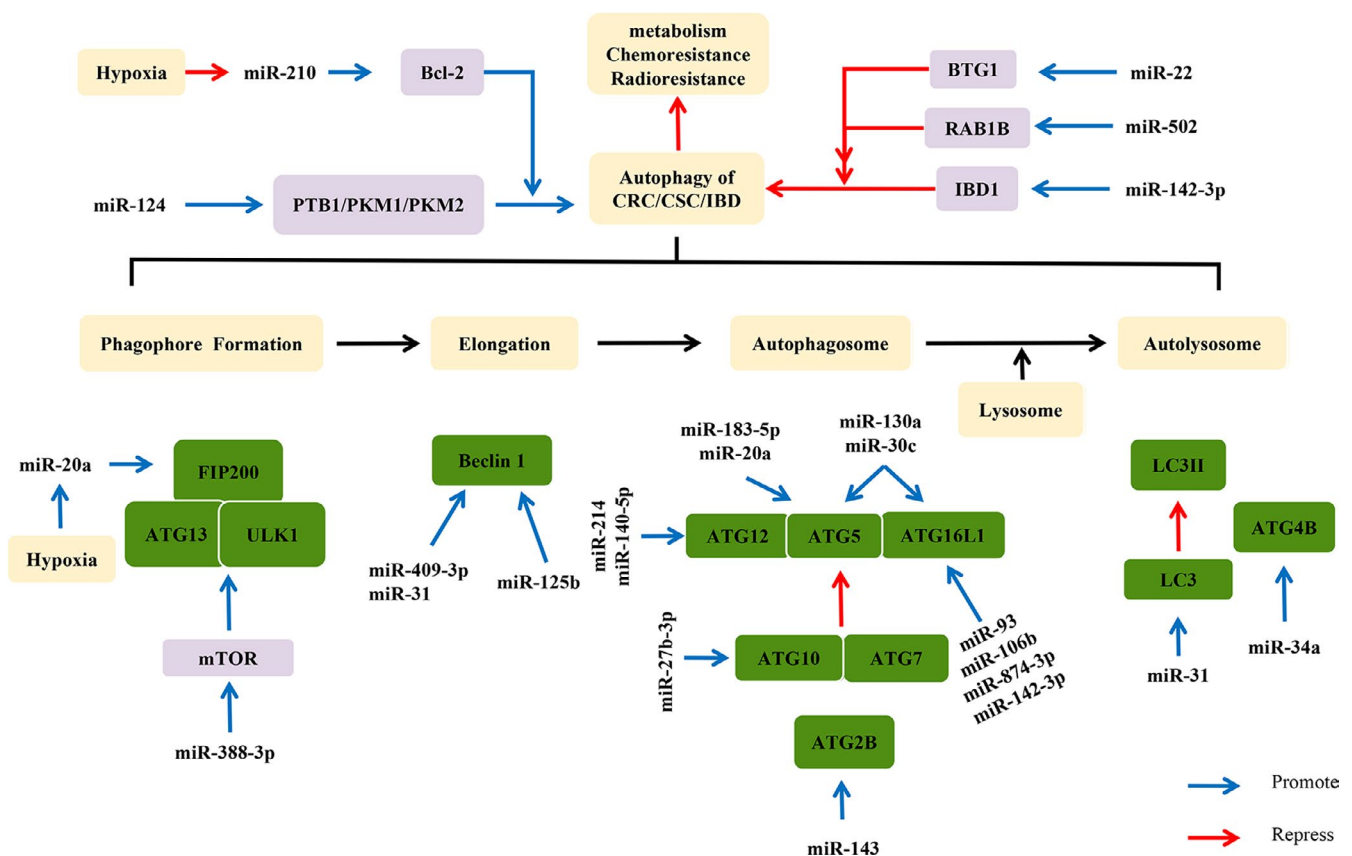 metabolism
Chemoresistance
Radioresistance
Hypoxia
miR-210
Bcl-2
BTG1
miR-22
RAB1B
miR-502
miR-124
PTB1/PKM1/PKM2
Autophagy of
CRC/CSC/IBD
IBD1
miR-142-3p
Phagophore Formation
Elongation
Autophagosome
Autolysosome
Lysosome
miR-20a
FIP200
ATG13
ULK1
Hypoxia
mTOR
miR-388-3p
Beclin 1
miR-409-3p
miR-31
miR-125b
miR-183-5p
miR-20a
miR-130a
miR-30c
miR-214
miR-140-5p
ATG12
ATG5
ATG16L1
miR-27b-3p
ATG10
ATG7
miR-93
miR-106b
miR-874-3p
miR-142-3p
ATG2B
miR-143
LC3II
LC3
miR-31
ATG4B
miR-34a
Promote
Repress